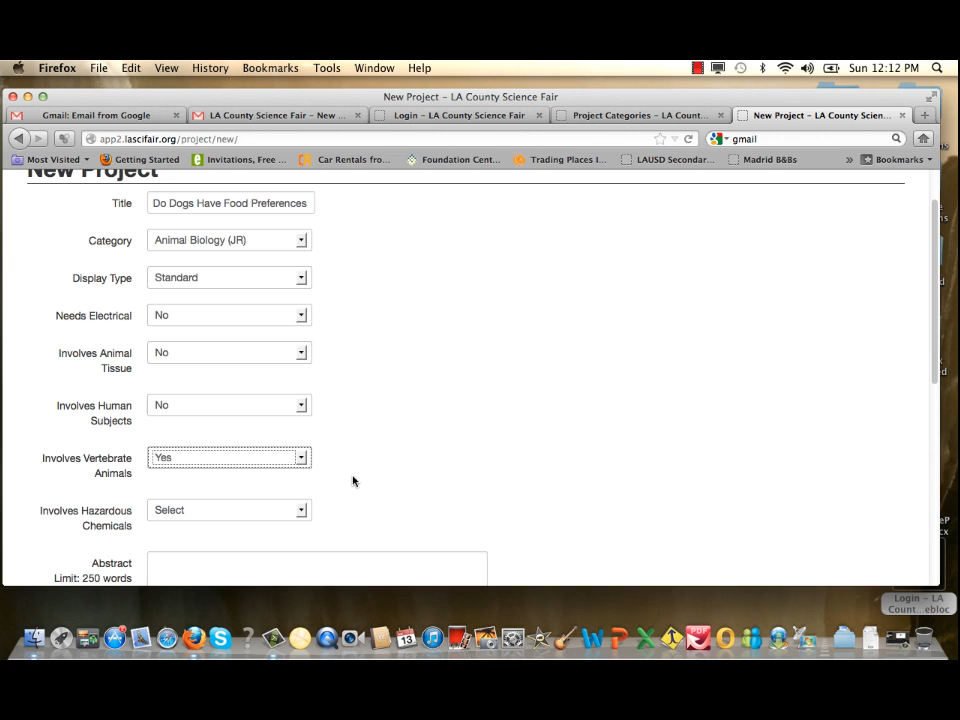 Firefox File Edit View History Bookmarks Tools Window Help Sun 12:12 PM
New Project – LA County Science Fair
Gmail: Email from Google LA County Science Fair – New ... Login – LA County Science Fair Project Categories – LA Count... New Project – LA County Scien...
app2.lascifair.org/project/new/ gmail
Most Visited Getting Started Invitations, Free ... Car Rentals fro... Foundation Cent... Trading Places I... LAUSD Secondar... Madrid B&Bs » Bookmarks
New Project
Title Do Dogs Have Food Preferences
Category Animal Biology (JR)
Display Type Standard
Needs Electrical No
Involves Animal No
Tissue
Involves Human No
Subjects
Involves Vertebrate Yes
Animals
Involves Hazardous Select
Chemicals
Abstract
Limit: 250 words
Login – LA
Count...ebloc